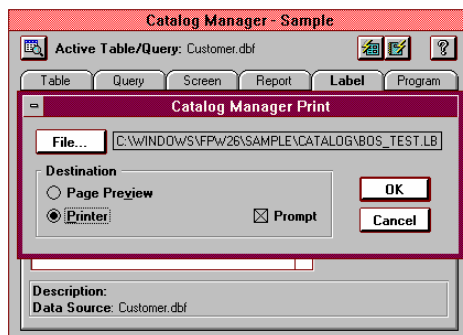 Catalog Manager - Sample
Active Table/Query: Customer.dbf
?
Table Query Screen Report Label Program
Catalog Manager Print
File... C:\WINDOWS\FPW26\SAMPLE\CATALOG\BOS_TEST.LB
Destination
Page Preview
OK
Printer Prompt
Cancel
Description:
Data Source: Customer.dbf